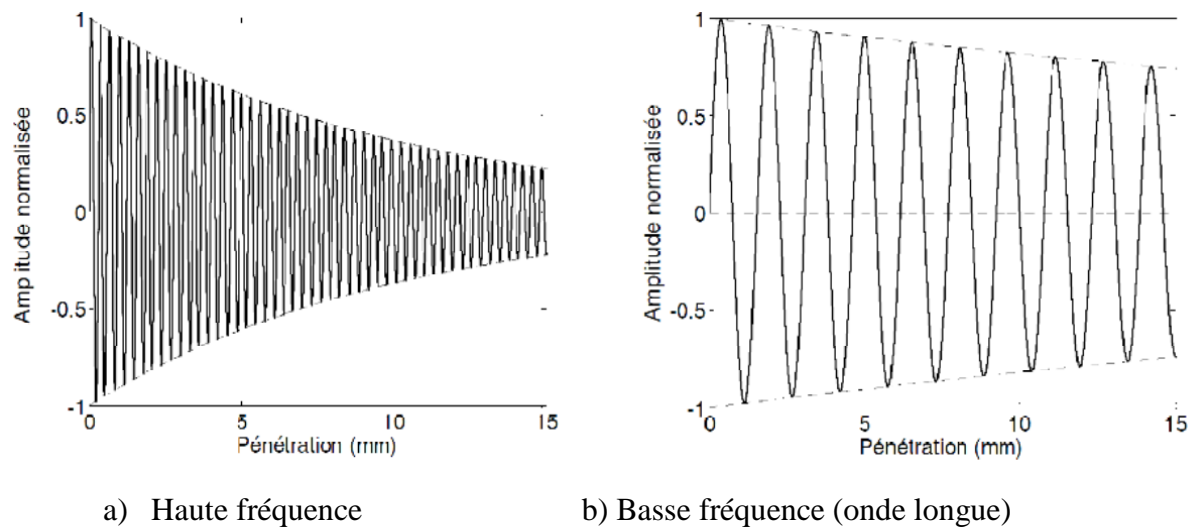 1
0.5
0
-0.5
-1
Amplitude normalisée
0 5 10 15
Pénétration (mm)
1
0.5
0
-0.5
-1
Amplitude normalisée
0 5 10 15
Pénétration (mm)
a) Haute fréquence
b) Basse fréquence (onde longue)